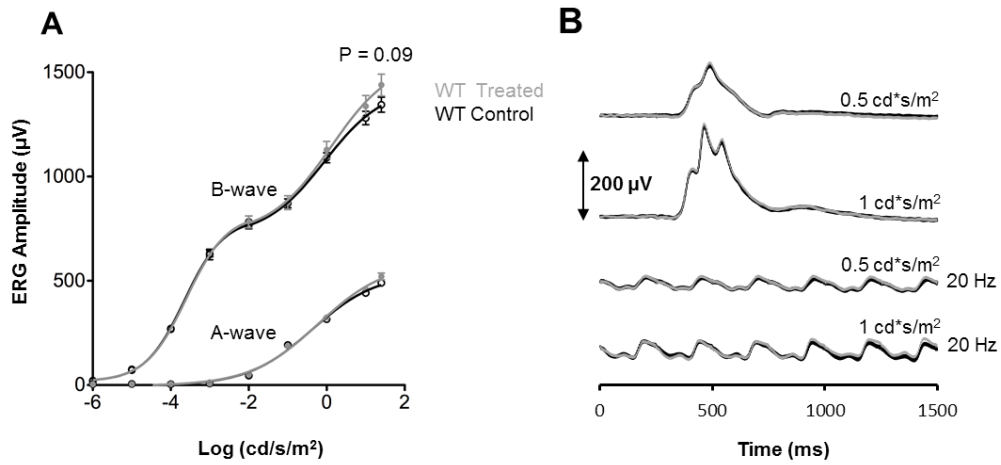 A
P = 0.09
WT Treated
WT Control
1500
1000
500
0
ERG Amplitude (µV)
B-wave
A-wave
-6 -4 -2 0 2
Log (cd/s/m²)
B
0.5 cd*s/m²
200 µV
1 cd*s/m²
0.5 cd*s/m²
20 Hz
1 cd*s/m²
20 Hz
0 500 1000 1500
Time (ms)